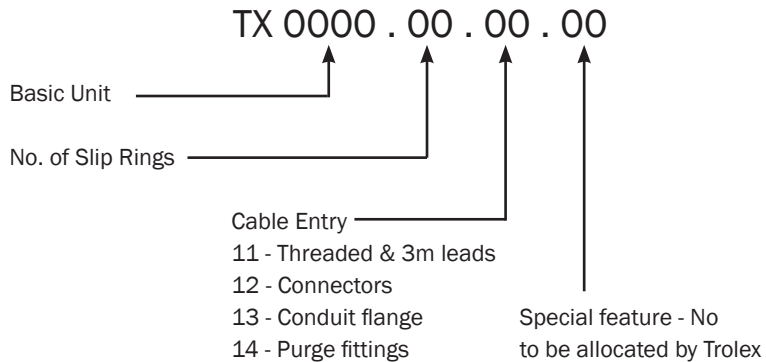 TX 0000 . 00 . 00 . 00
Basic Unit
No. of Slip Rings
Cable Entry
11 - Threaded & 3m leads
12 - Connectors
13 - Conduit flange
14 - Purge fittings
Special feature - No
to be allocated by Trolex